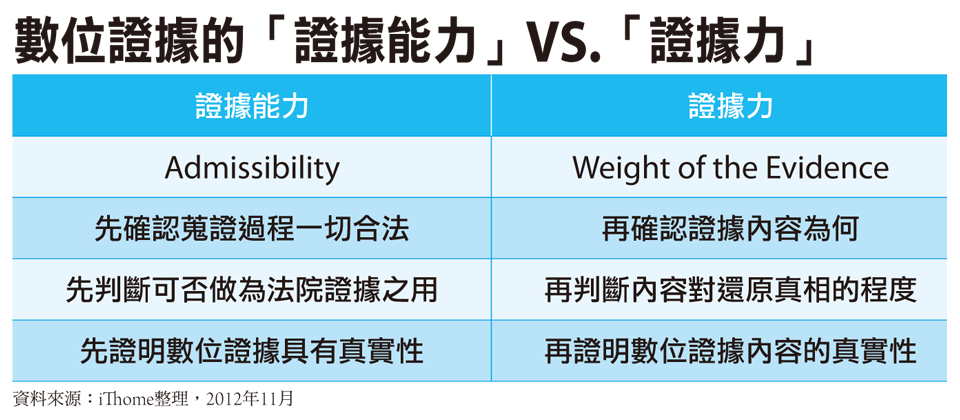 數位證據的「證據能力」VS.「證據力」
證據能力 證據力
Admissibility Weight of the Evidence
先確認蒐證過程一切合法 再確認證據內容為何
先判斷可否做為法院證據之用 再判斷內容對還原真相的程度
先證明數位證據具有真實性 再證明數位證據內容的真實性
資料來源：iThome整理，2012年11月